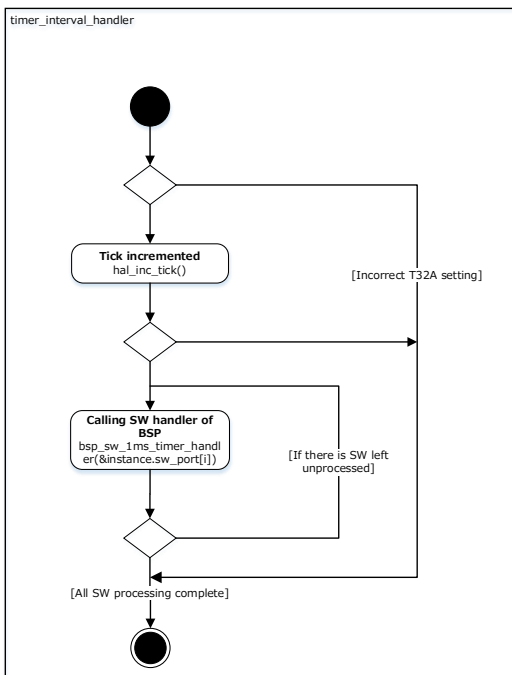 timer_interval_handler
Tick incremented
hal_inc_tick()
[Incorrect T32A setting]
Calling SW handler of
BSP
bsp_sw_1ms_timer_handl
er(&instance.sw_port[i])
[If there is SW left
unprocessed]
[All SW processing complete]